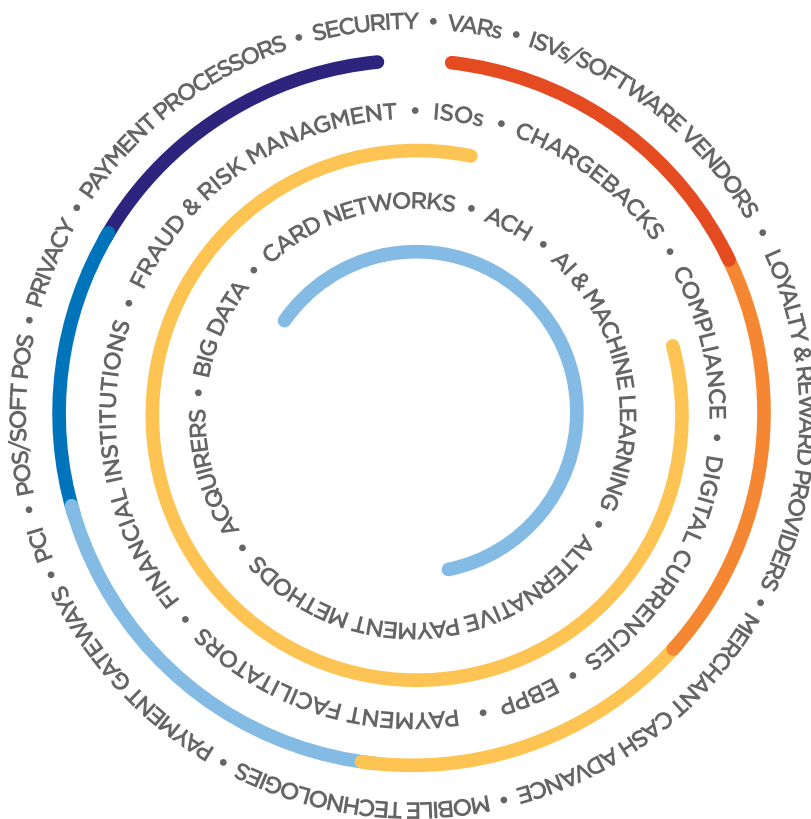 SECURITY • VARs • ISVs/SOFTWARE VENDORS • LOYALTY & REWARD PROVIDERS • MERCHANT CASH ADVANCE • MOBILE TECHNOLOGIES • PAYMENT GATEWAYS • PCI • POS/SOFT POS • PRIVACY • PAYMENT PROCESSORS •
ISOs • CHARGEBACKS • COMPLIANCE • DIGITAL CURRENCIES • EBPP • PAYMENT FACILITATORS • FINANCIAL INSTITUTIONS • FRAUD & RISK MANAGMENT •
CARD NETWORKS • ACH • AI & MACHINE LEARNING • ALTERNATIVE PAYMENT METHODS • ACQUIRERS • BIG DATA •